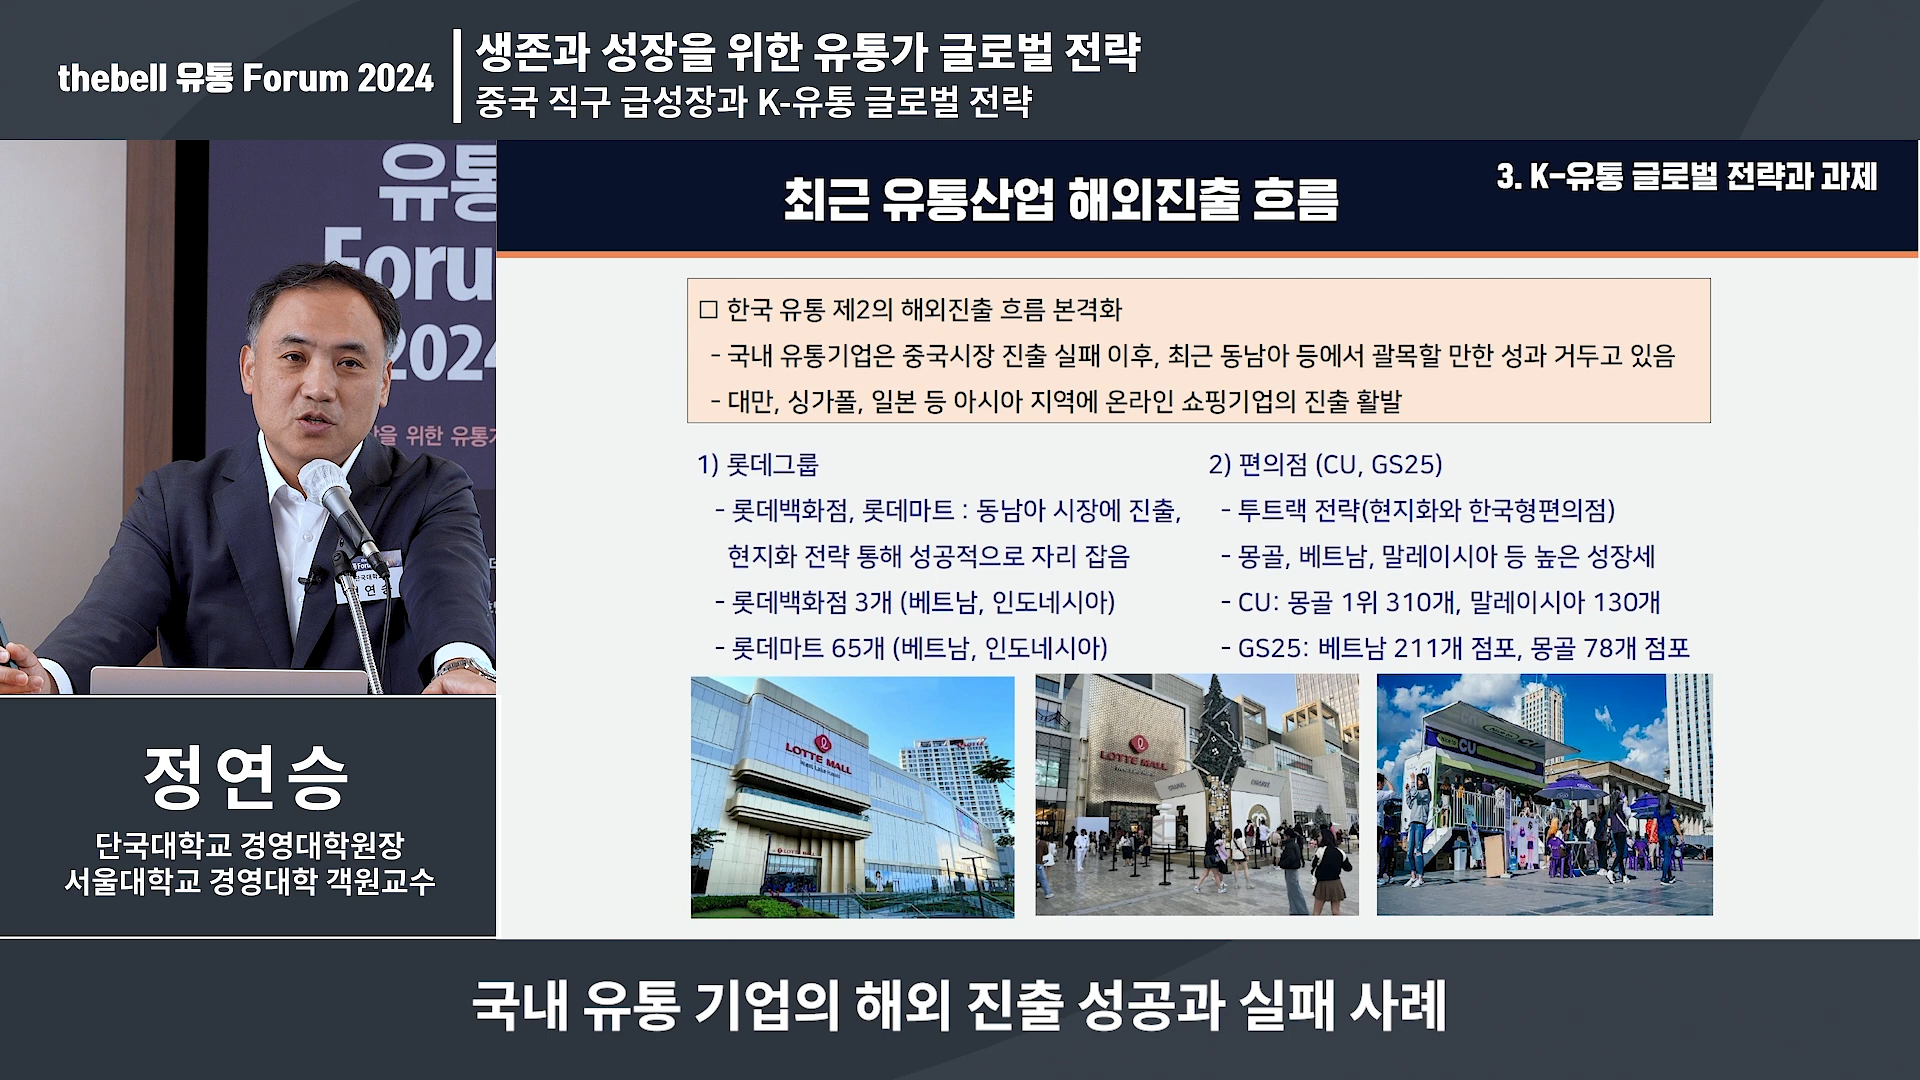 thebell 유통 Forum 2024
생존과 성장을 위한 유통가 글로벌 전략
중국 직구 급성장과 K-유통 글로벌 전략
유통
Foru
2024
을 위한 유통
최근 유통산업 해외진출 흐름
3. K-유통 글로벌 전략과 과제
□ 한국 유통 제2의 해외진출 흐름 본격화
- 국내 유통기업은 중국시장 진출 실패 이후, 최근 동남아 등에서 괄목할 만한 성과 거두고 있음
- 대만, 싱가폴, 일본 등 아시아 지역에 온라인 쇼핑기업의 진출 활발
1) 롯데그룹
- 롯데백화점, 롯데마트 : 동남아 시장에 진출,
현지화 전략 통해 성공적으로 자리 잡음
- 롯데백화점 3개 (베트남, 인도네시아)
- 롯데마트 65개 (베트남, 인도네시아)
2) 편의점 (CU, GS25)
- 투트랙 전략(현지화와 한국형편의점)
- 몽골, 베트남, 말레이시아 등 높은 성장세
- CU: 몽골 1위 310개, 말레이시아 130개
- GS25: 베트남 211개 점포, 몽골 78개 점포
LOTTE MALL
LOTTE MALL
CU
정연승
단국대학교 경영대학원장
서울대학교 경영대학 객원교수
국내 유통 기업의 해외 진출 성공과 실패 사례